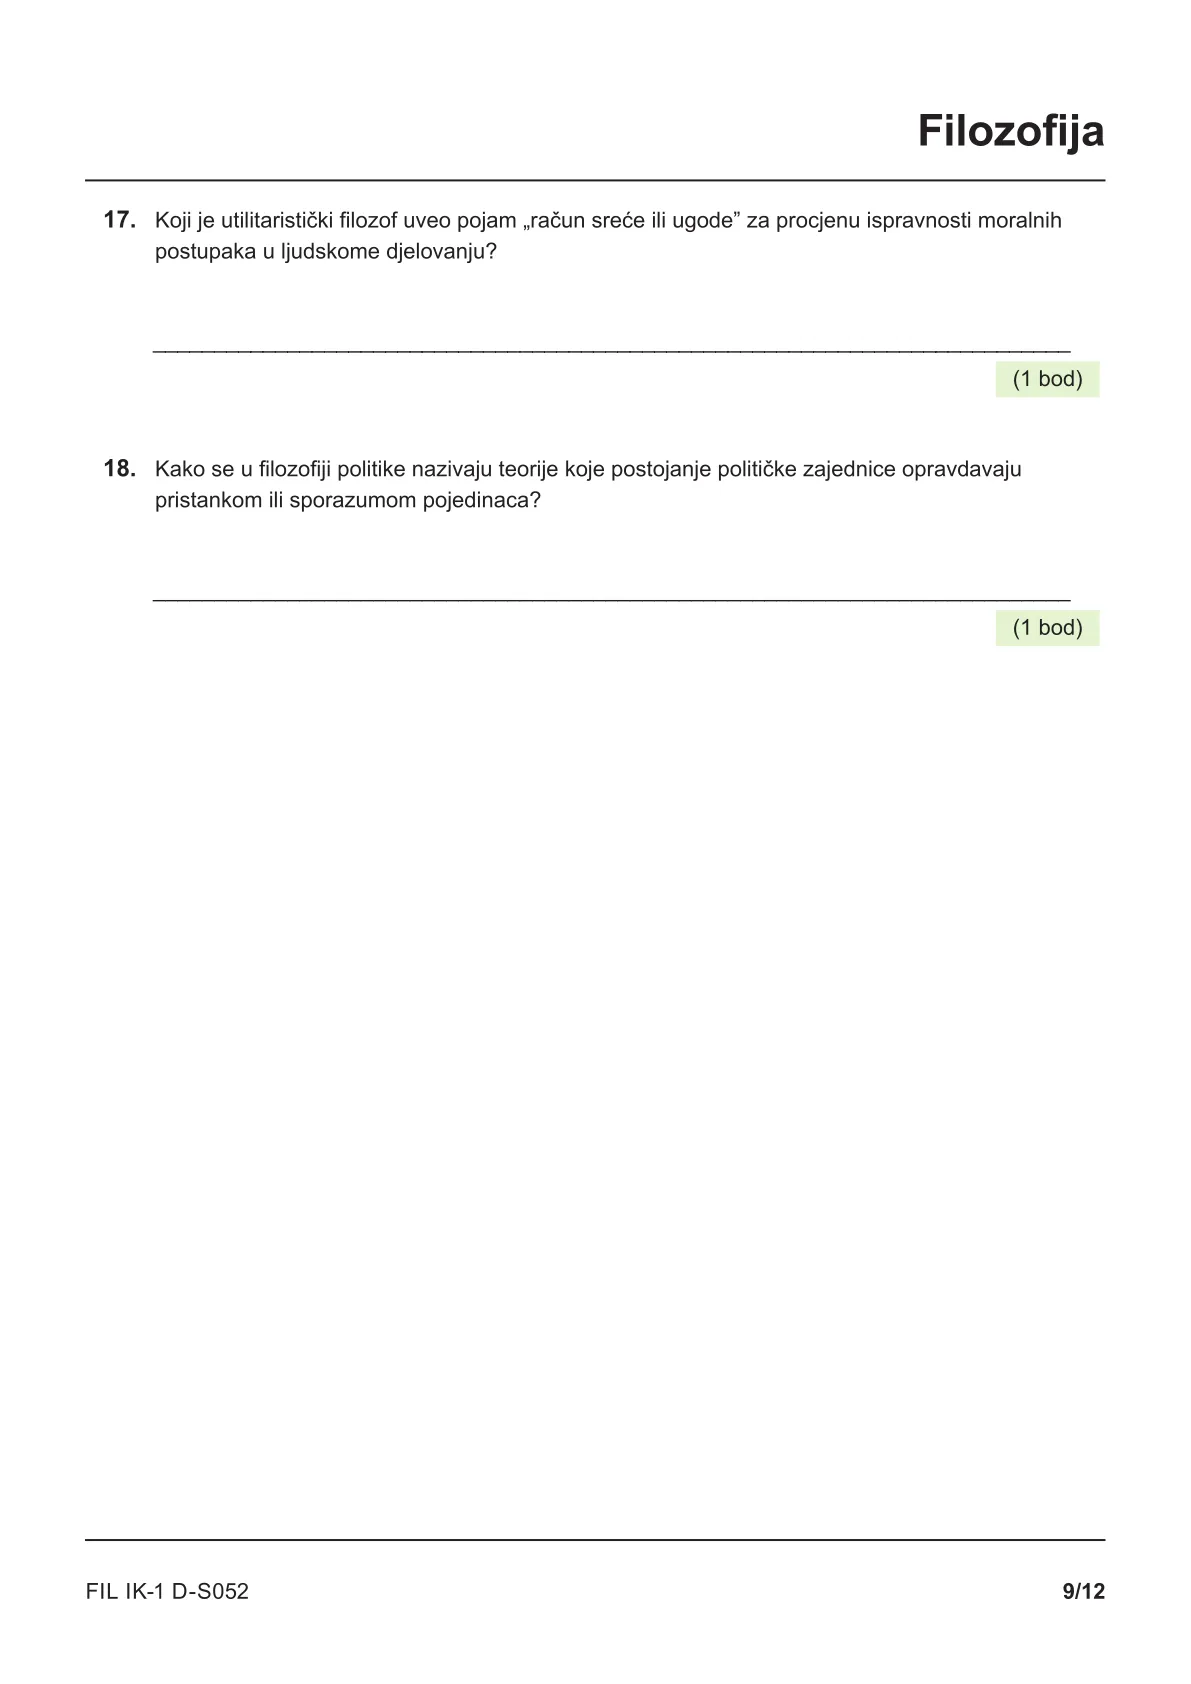 Filozofija
17. Koji je utilitaristički filozof uveo pojam „račun sreće ili ugode” za procjenu ispravnosti moralnih
postupaka u ljudskome djelovanju?
(1 bod)
18. Kako se u filozofiji politike nazivaju teorije koje postojanje političke zajednice opravdavaju
pristankom ili sporazumom pojedinaca?
(1 bod)
FIL IK-1 D-S052
9/12